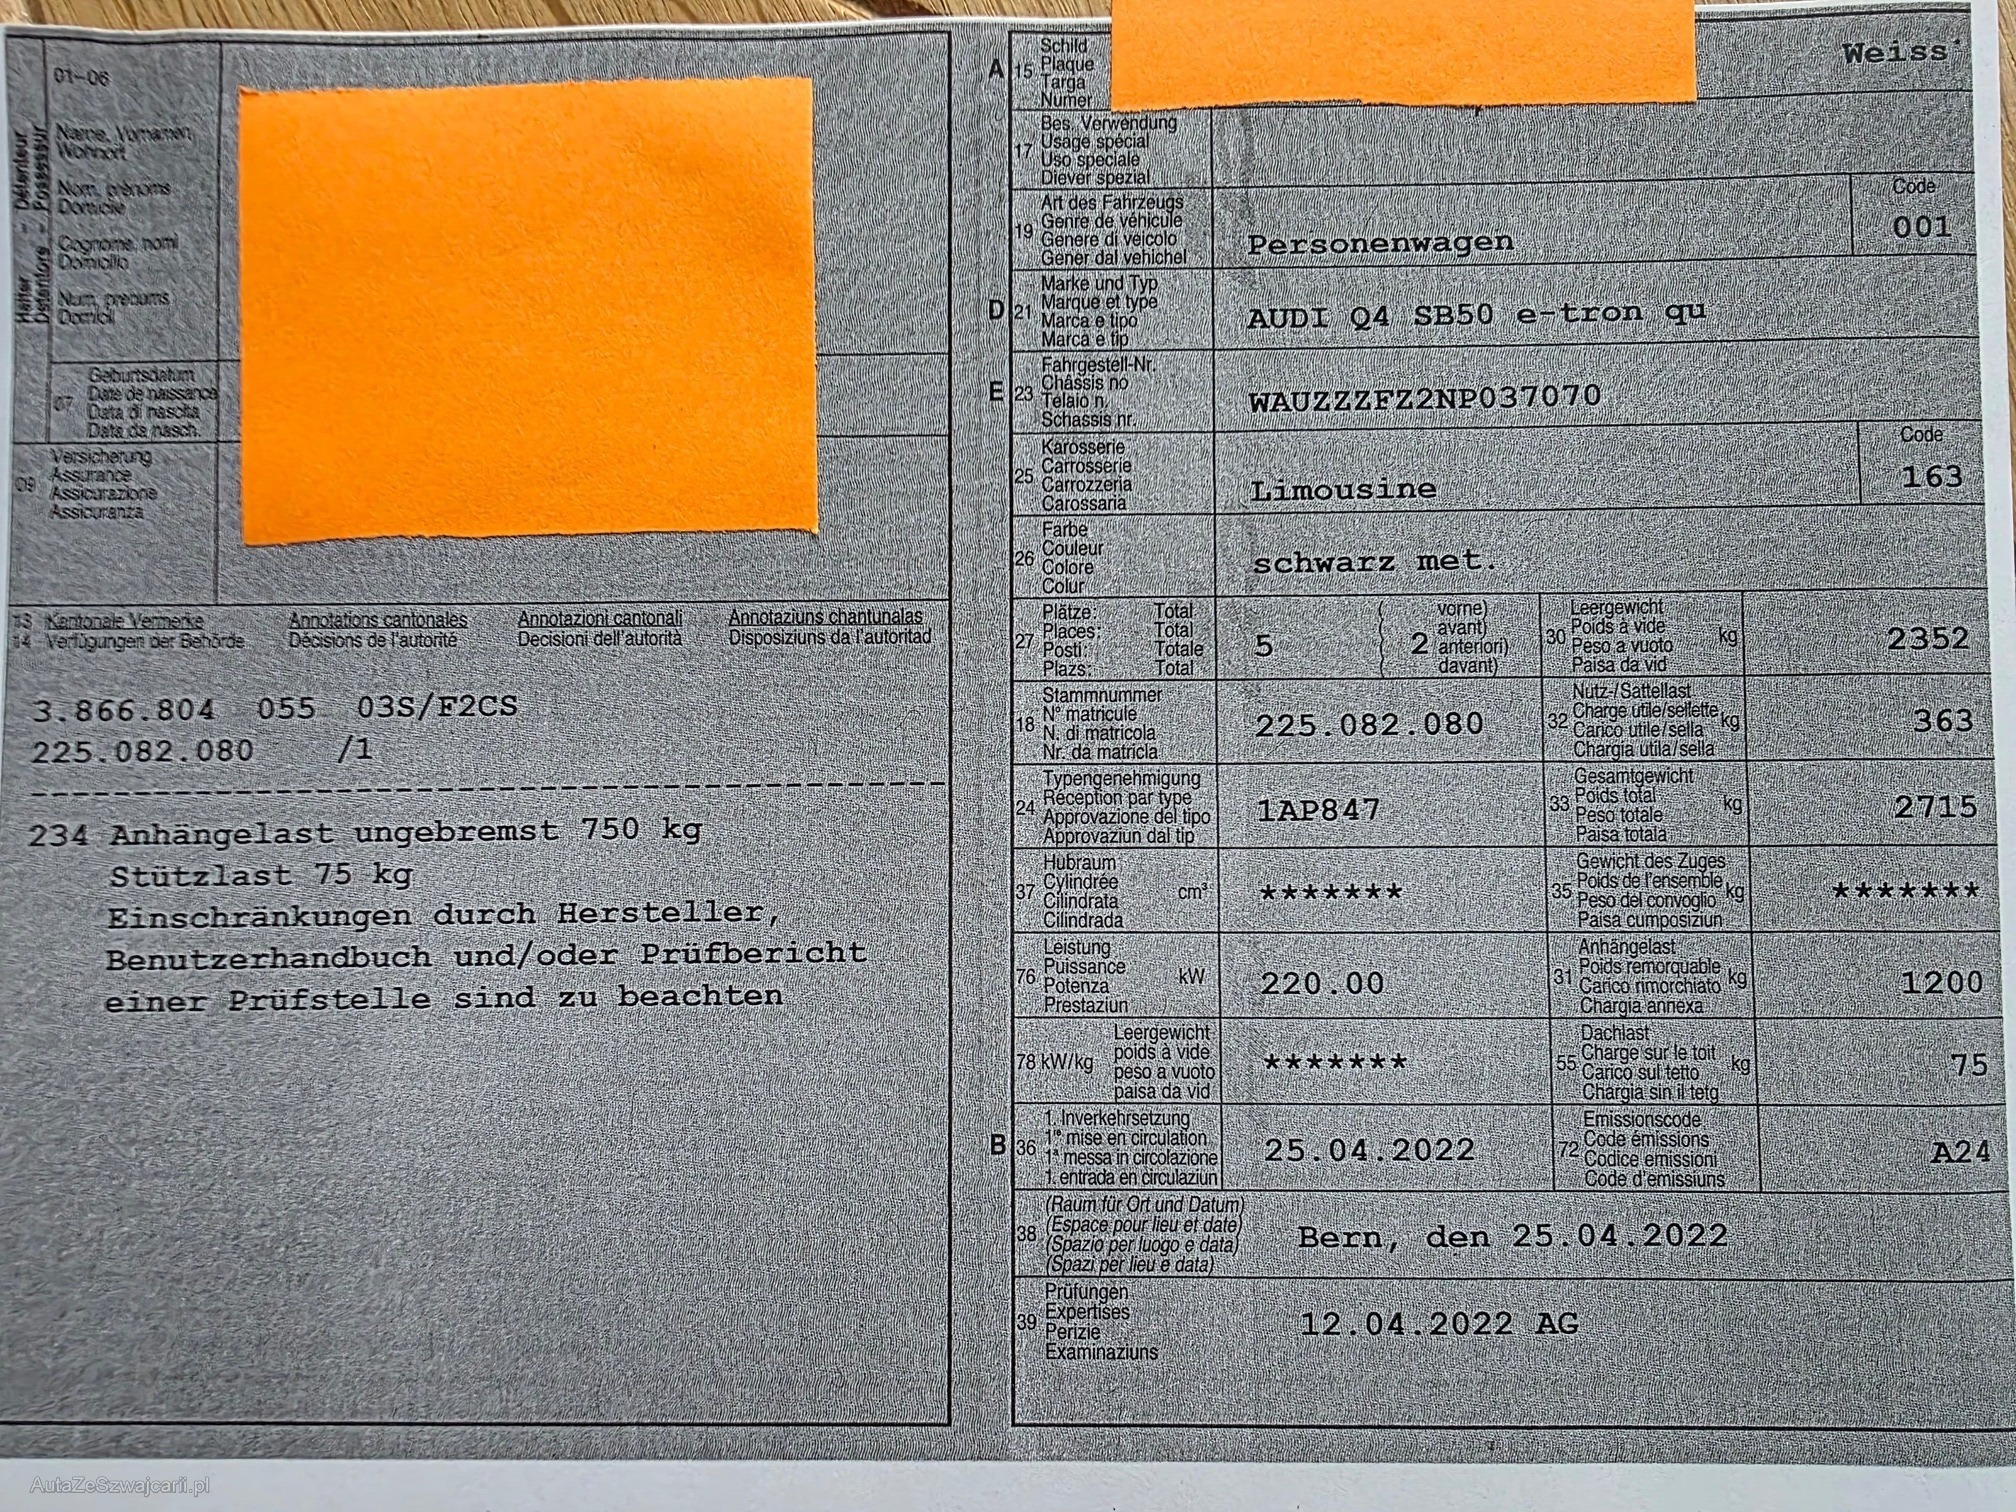 01-06
Name, Vornamen,
Wohnort
Nom, prénoms
Domicile
Cognome, nomi
Domicilio
Num, prenums
Domicil
Halter - Détenteur
Detentore - Possessur
07
Geburtsdatum
Date de naissance
Data di nascita
Data da nasch.
09
Versicherung
Assurance
Assicurazione
Assicuranza
13 Kantonale Vermerke Annotations cantonales Annotazioni cantonali Annotaziuns chantunalas
14 Verfügungen der Behörde Décisions de l'autorité Decisioni dell'autorità Disposiziuns da l'autoritad
3.866.804 055 03S/F2CS
225.082.080 /1
234 Anhängelast ungebremst 750 kg
Stützlast 75 kg
Einschränkungen durch Hersteller,
Benutzerhandbuch und/oder Prüfbericht
einer Prüfstelle sind zu beachten
A 15
Schild
Plaque
Targa
Numer
Weiss
17
Bes. Verwendung
Usage spécial
Uso speciale
Diever spezial
19
Art des Fahrzeugs
Genre de véhicule
Genere di veicolo
Gener dal vehichel
Personenwagen
Code
001
D 21
Marke und Typ
Marque et type
Marca e tipo
Marca e tip
AUDI Q4 SB50 e-tron qu
E 23
Fahrgestell-Nr.
Châssis no
Telaio n.
Schassis nr.
WAUZZZFZ2NP037070
25
Karosserie
Carrosserie
Carrozzeria
Carossaria
Limousine
Code
163
26
Farbe
Couleur
Colore
Colur
schwarz met.
27
Plätze: Total
Places: Total
Posti: Totale
Plazs: Total
5
2
vorne)
avant)
anteriori)
davant)
30
Leergewicht
Poids à vide
Peso a vuoto
Paisa da vid
kg
2352
18
Stammnummer
N° matricule
N. di matricola
Nr. da matricla
225.082.080
32
Nutz-/Sattellast
Charge utile/sellette
Carico utile/sella
Chargia utila/sella
kg
363
24
Typengenehmigung
Réception par type
Approvazione del tipo
Approvaziun dal tip
1AP847
33
Gesamtgewicht
Poids total
Peso totale
Paisa totala
kg
2715
37
Hubraum
Cylindrée
Cilindrata
Cilindrada
cm³
*******
35
Gewicht des Zuges
Poids de l'ensemble
Peso del convoglio
Paisa cumposiziun
kg
*******
76
Leistung
Puissance
Potenza
Prestaziun
kW
220.00
31
Anhängelast
Poids remorquable
Carico rimorchiato
Chargia annexa
kg
1200
78 kW/kg
Leergewicht
poids à vide
peso a vuoto
paisa da vid
*******
55
Dachlast
Charge sur le toit
Carico sul tetto
Chargia sin il tetg
kg
75
B 36
1. Inverkehrsetzung
1re mise en circulation
1a messa in circolazione
1. entrada en circulaziun
25.04.2022
72
Emissionscode
Code émissions
Codice emissioni
Code d'emissiuns
A24
38
(Raum für Ort und Datum)
(Espace pour lieu et date)
(Spazio per luogo e data)
(Spazi per lieu e data)
Bern, den 25.04.2022
39
Prüfungen
Expertises
Perizie
Examinaziuns
12.04.2022 AG
AutaZeSzwajcarii.pl